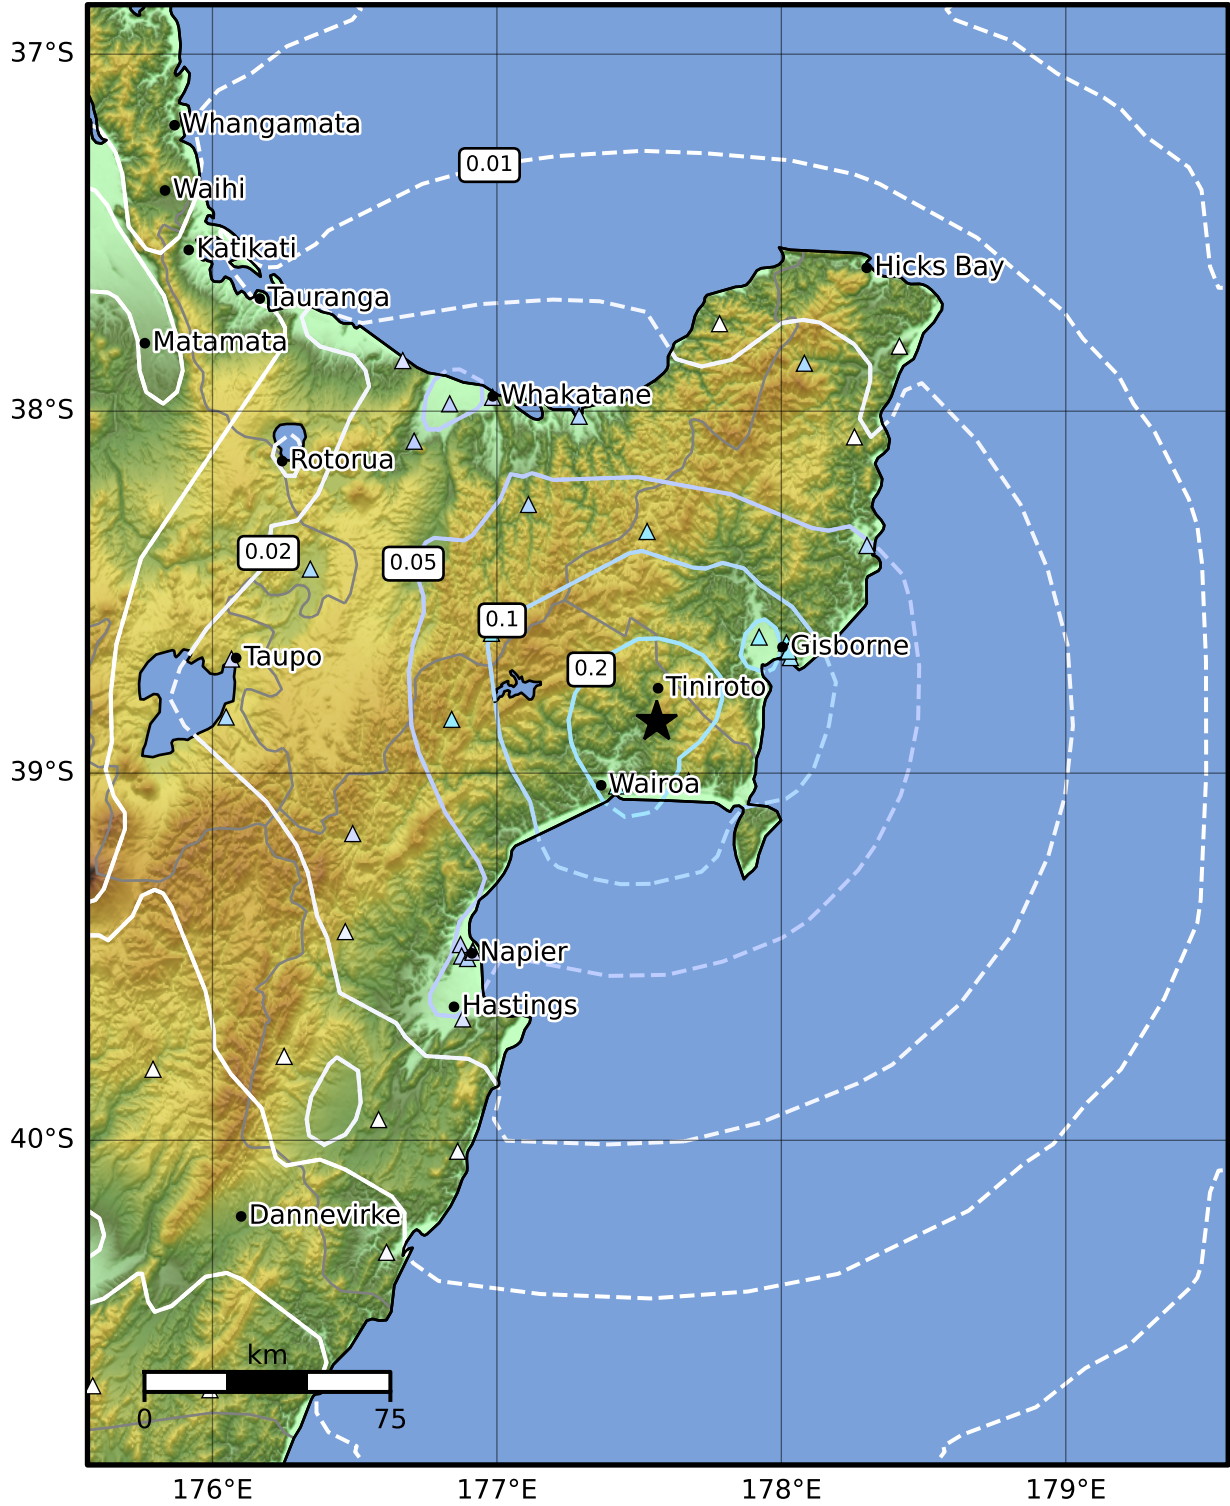 37°S
Whangamata
0.01
Waihi
Katikati
Hicks Bay
Tauranga
Matamata
Whakatane
38°S
Rotorua
0.02
0.05
0.1
Gisborne
Taupo
0.2
Tiniroto
39°S
Wairoa
Napier
Hastings
40°S
Dannevirke
km
0
75
176°E
177°E
178°E
179°E